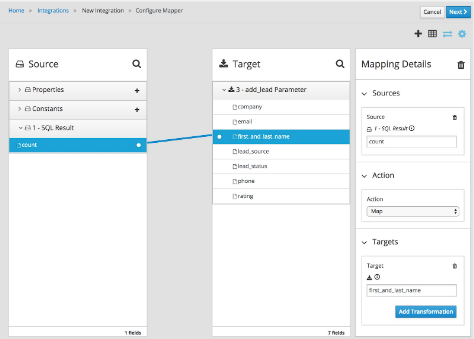 Home » Integrations » New Integration » Configure Mapper
Cancel Next >
Source
Properties
Constants
1 - SQL Result
count
1 fields
Target
3 - add_lead Parameter
company
email
first_and_last_name
lead_source
lead_status
phone
rating
7 fields
Mapping Details
Sources
Source
1 - SQL Result
count
Action
Action
Map
Targets
Target
first_and_last_name
Add Transformation